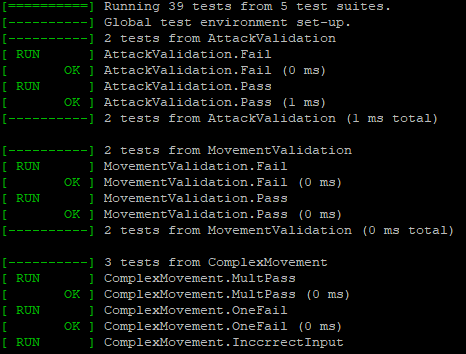 [==========] Running 39 tests from 5 test suites.
[----------] Global test environment set-up.
[----------] 2 tests from AttackValidation
[ RUN      ] AttackValidation.Fail
[       OK ] AttackValidation.Fail (0 ms)
[ RUN      ] AttackValidation.Pass
[       OK ] AttackValidation.Pass (1 ms)
[----------] 2 tests from AttackValidation (1 ms total)

[----------] 2 tests from MovementValidation
[ RUN      ] MovementValidation.Fail
[       OK ] MovementValidation.Fail (0 ms)
[ RUN      ] MovementValidation.Pass
[       OK ] MovementValidation.Pass (0 ms)
[----------] 2 tests from MovementValidation (0 ms total)

[----------] 3 tests from ComplexMovement
[ RUN      ] ComplexMovement.MultPass
[       OK ] ComplexMovement.MultPass (0 ms)
[ RUN      ] ComplexMovement.OneFail
[       OK ] ComplexMovement.OneFail (0 ms)
[ RUN      ] ComplexMovement.InccrrectInput